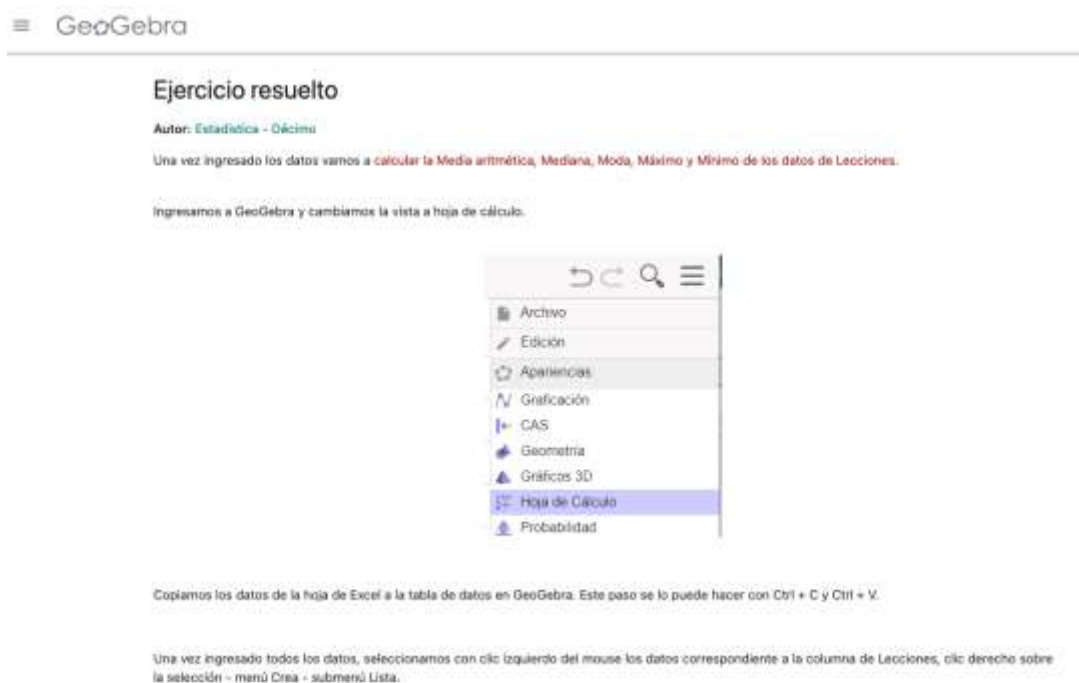 GeoGebra
Ejercicio resuelto
Autor: Estadística - Décimo
Una vez ingresado los datos vamos a calcular la Media aritmética, Mediana, Moda, Máximo y Mínimo de los datos de Lecciones.
Ingresamos a GeoGebra y cambiamos la vista a hoja de cálculo.
Archivo
Edición
Apariencias
Graficación
CAS
Geometría
Gráficos 3D
Hoja de Cálculo
Probabilidad
Copiamos los datos de la hoja de Excel a la tabla de datos en GeoGebra. Este paso se lo puede hacer con Ctrl + C y Ctrl + V.
Una vez ingresado todos los datos, seleccionamos con clic izquierdo del mouse los datos correspondiente a la columna de Lecciones, clic derecho sobre
la selección - menú Crea - submenú Lista.